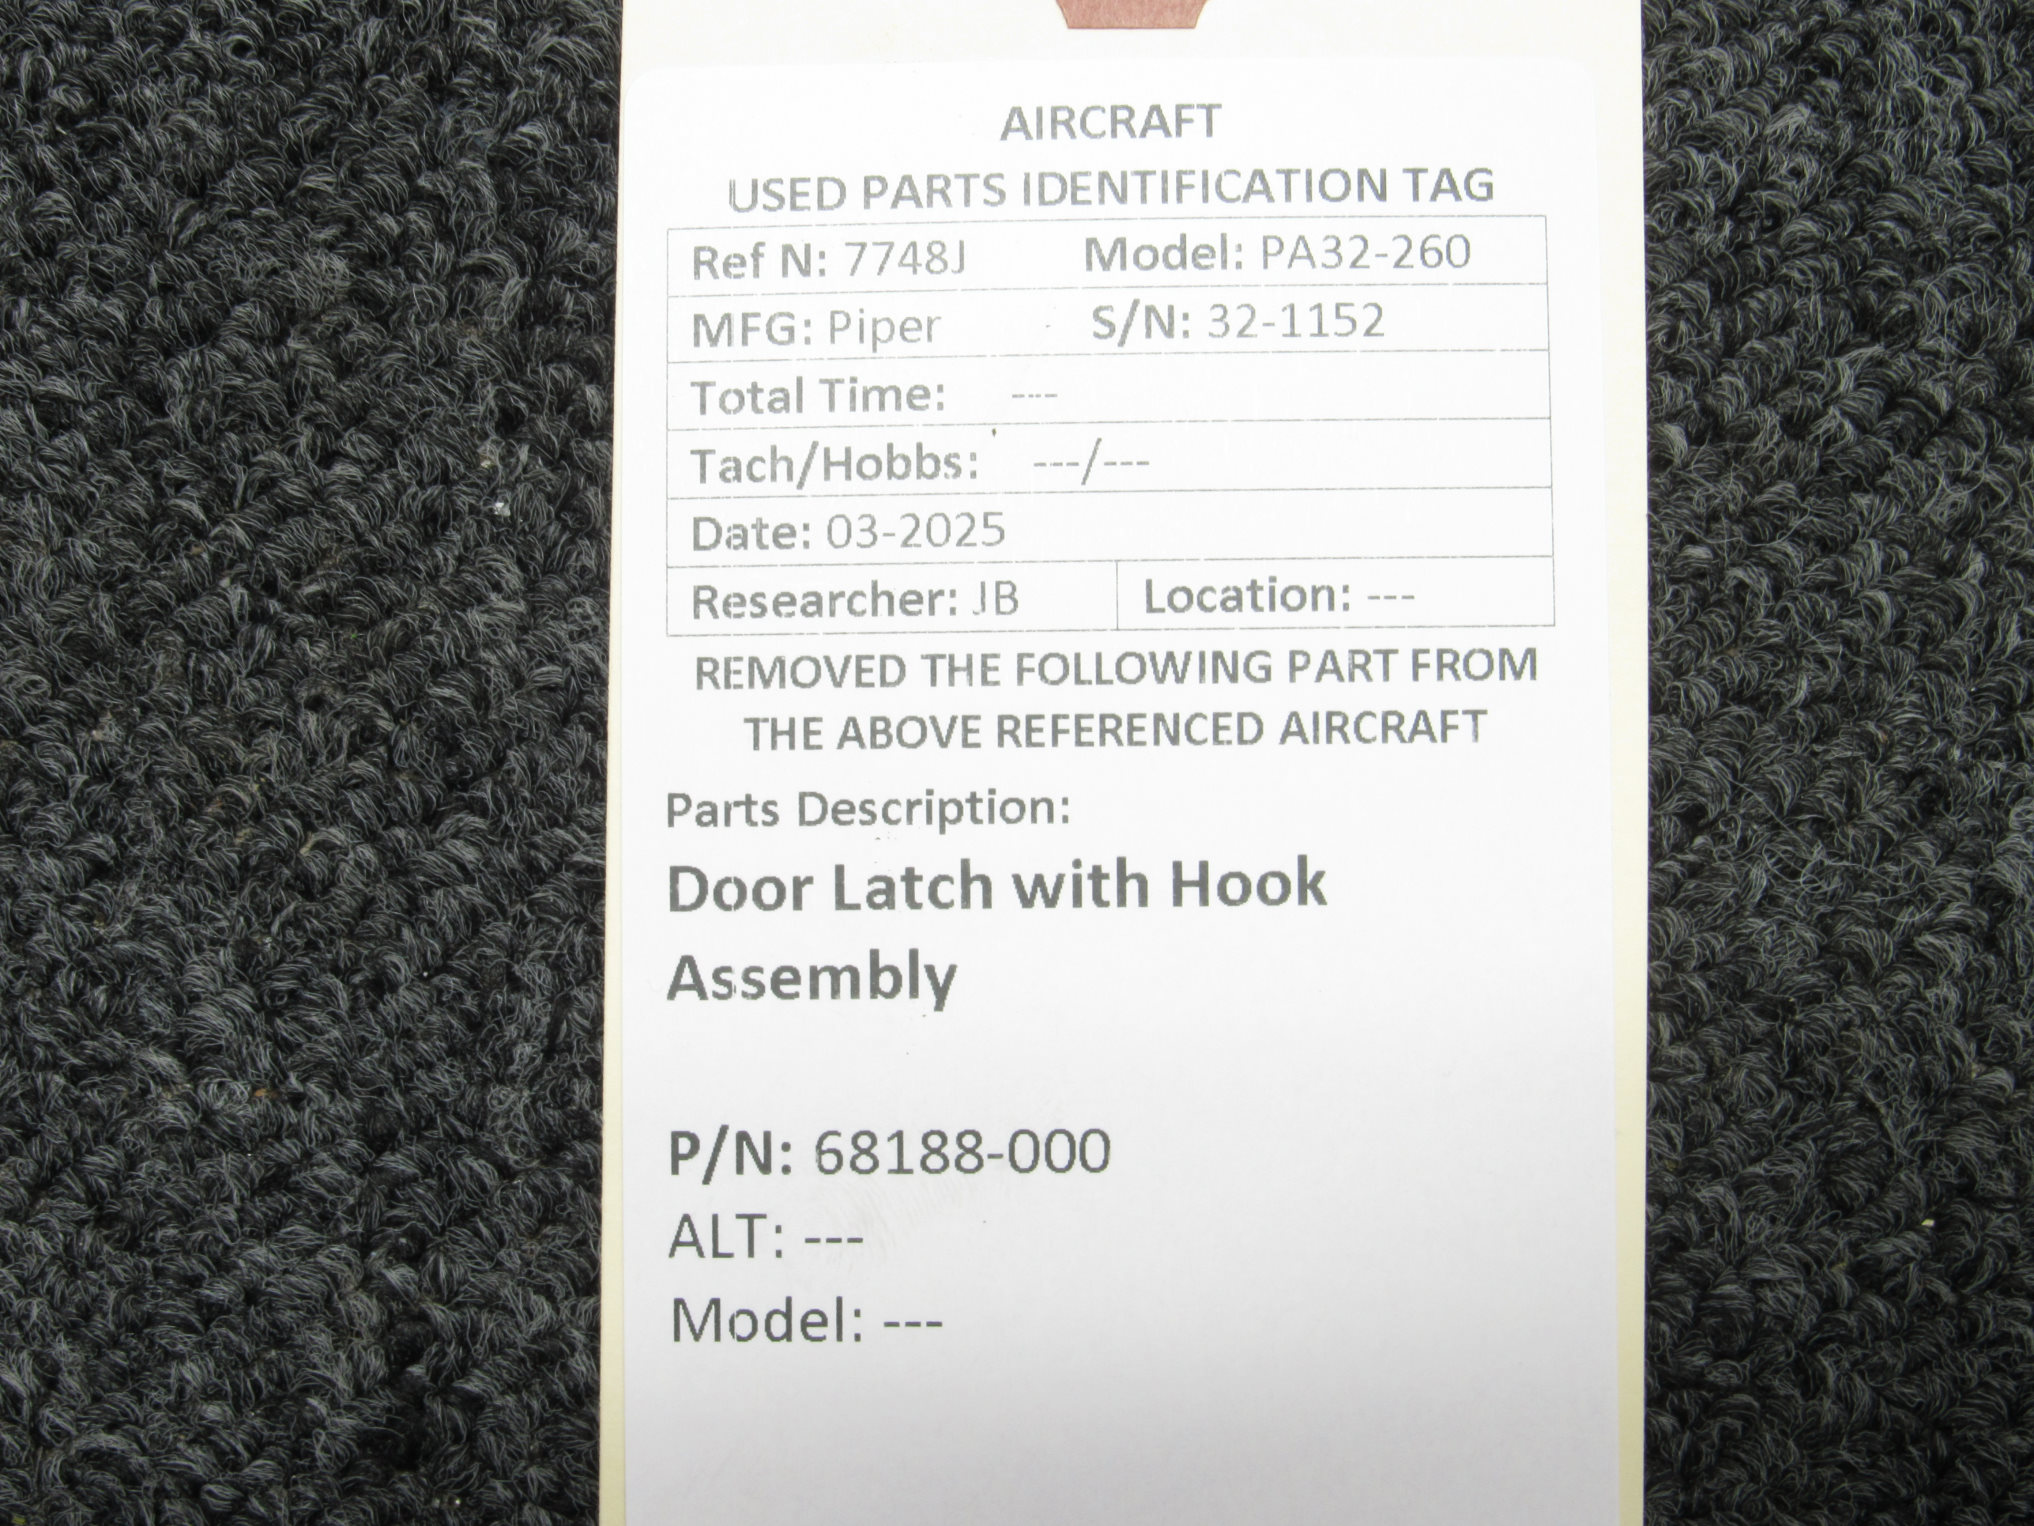 AIRCRAFT
USED PARTS IDENTIFICATION TAG
Ref N: 7748J Model: PA32-260
MFG: Piper S/N: 32-1152
Total Time: ---
Tach/Hobbs: ---/---
Date: 03-2025
Researcher: JB Location: ---
REMOVED THE FOLLOWING PART FROM
THE ABOVE REFERENCED AIRCRAFT
Parts Description:
Door Latch with Hook
Assembly
P/N: 68188-000
ALT: ---
Model: ---